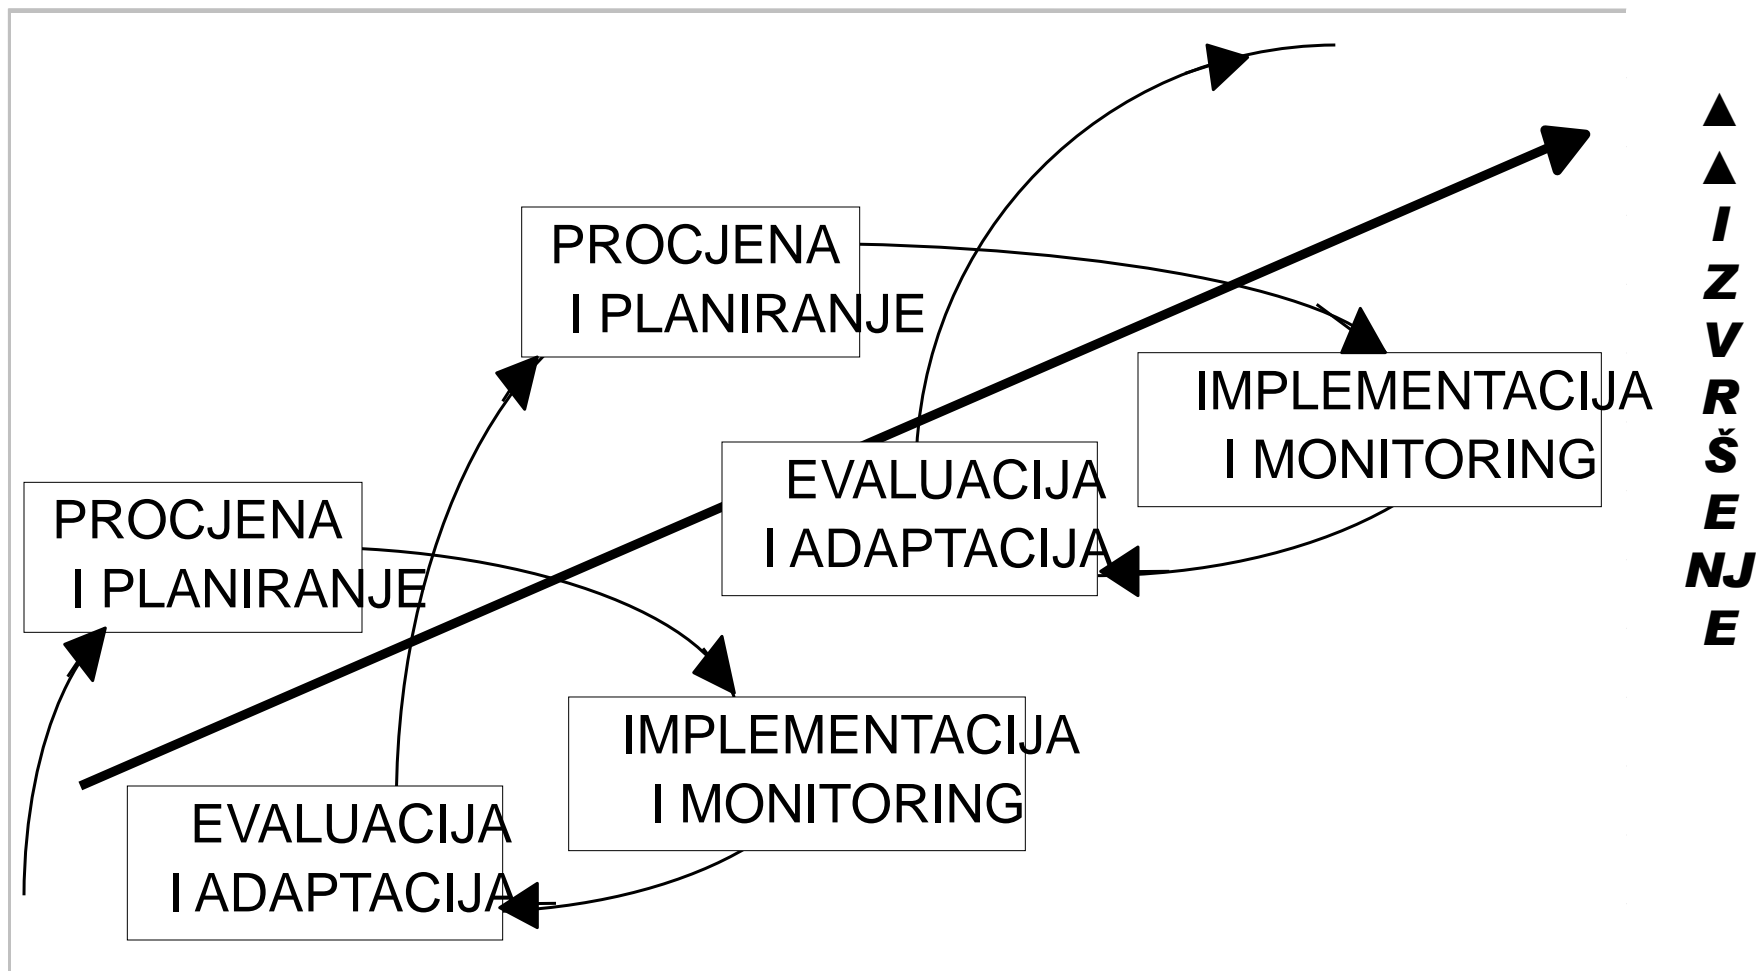 PROCJENA
I PLANIRANJE
IMPLEMENTACIJA
I MONITORING
EVALUACIJA
I ADAPTACIJA
PROCJENA
I PLANIRANJE
IMPLEMENTACIJA
I MONITORING
EVALUACIJA
I ADAPTACIJA
▲
▲
I
Z
V
R
Š
E
NJ
E